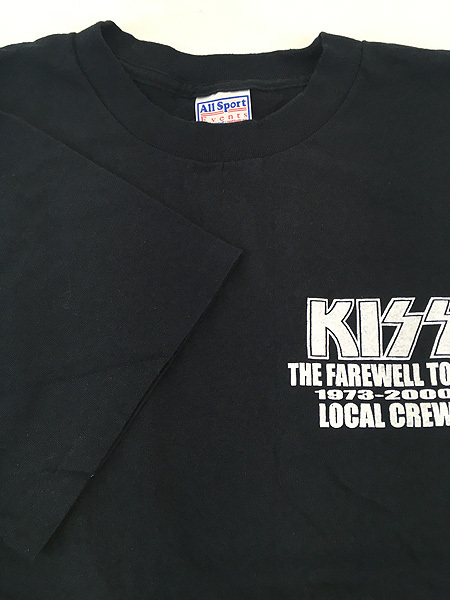 All Sport
Events
KISS
THE FAREWELL TO
1973-2000
LOCAL CREW